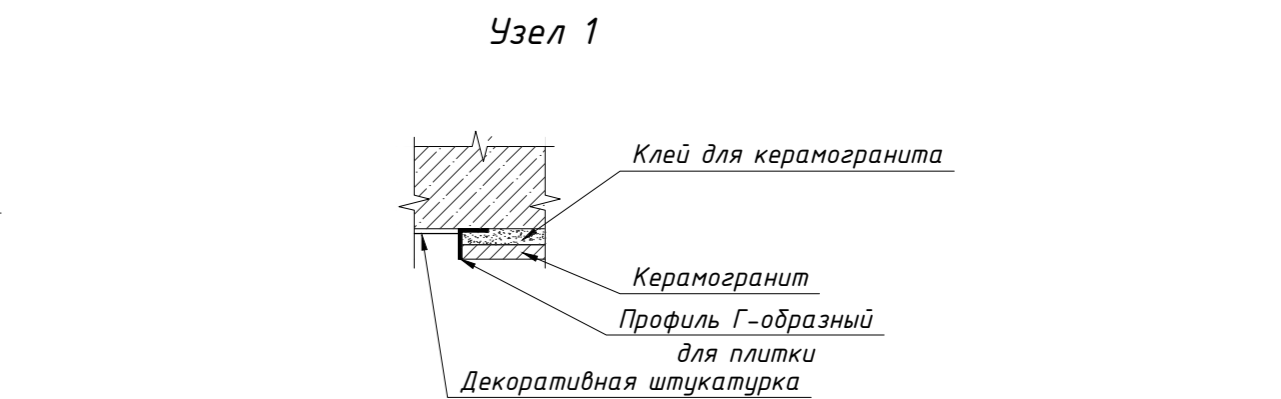 Узел 1
Клей для керамогранита
Керамогранит
Профиль Г-образный
для плитки
Декоративная штукатурка